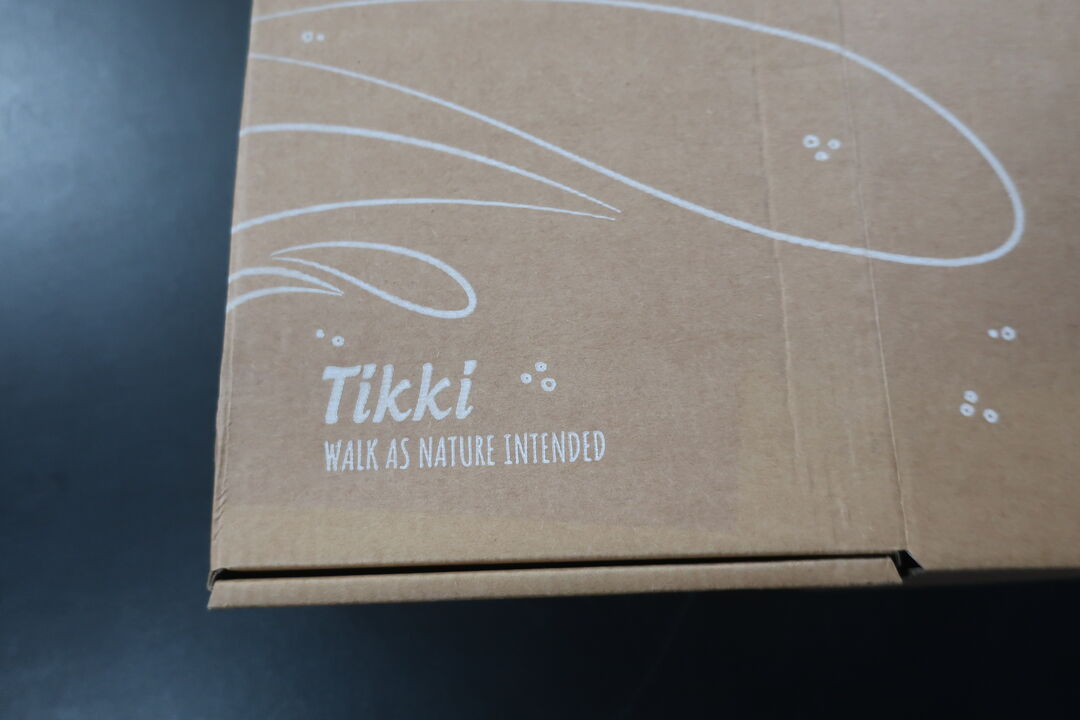 Tikki
WALK AS NATURE INTENDED